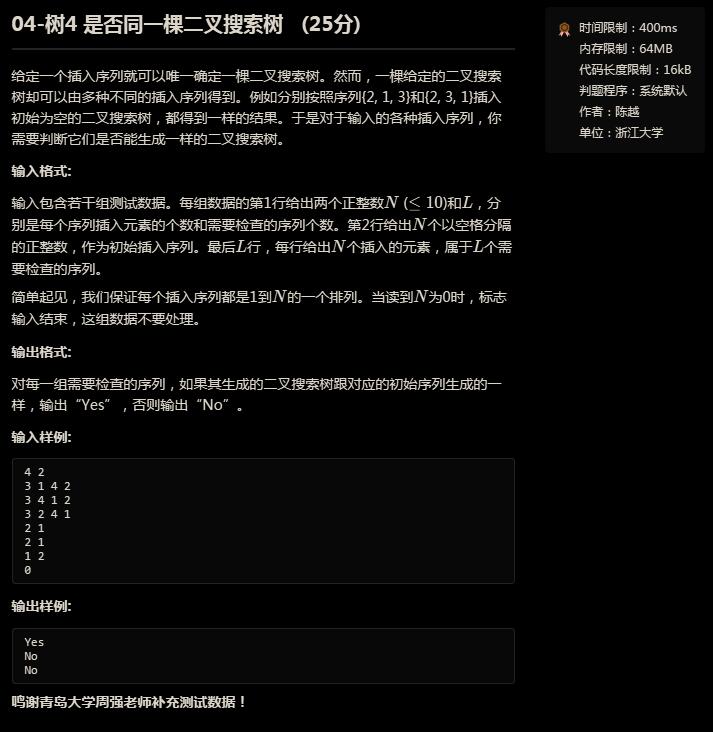 04-树4 是否同一棵二叉搜索树 (25分)
时间限制：400ms
内存限制：64MB
代码长度限制：16kB
判题程序：系统默认
作者：陈越
单位：浙江大学
给定一个插入序列就可以唯一确定一棵二叉搜索树。然而，一棵给定的二叉搜索
树却可以由多种不同的插入序列得到。例如分别按照序列{2, 1, 3}和{2, 3, 1}插入
初始为空的二叉搜索树，都得到一样的结果。于是对于输入的各种插入序列，你
需要判断它们是否能生成一样的二叉搜索树。
输入格式:
输入包含若干组测试数据。每组数据的第1行给出两个正整数N (≤ 10)和L，分
别是每个序列插入元素的个数和需要检查的序列个数。第2行给出N个以空格分隔
的正整数，作为初始插入序列。最后L行，每行给出N个插入的元素，属于L个需
要检查的序列。
简单起见，我们保证每个插入序列都是1到N的一个排列。当读到N为0时，标志
输入结束，这组数据不要处理。
输出格式:
对每一组需要检查的序列，如果其生成的二叉搜索树跟对应的初始序列生成的一
样，输出“Yes”，否则输出“No”。
输入样例:
4 2
3 1 4 2
3 4 1 2
3 2 4 1
2 1
2 1
1 2
0
输出样例:
Yes
No
No
鸣谢青岛大学周强老师补充测试数据！